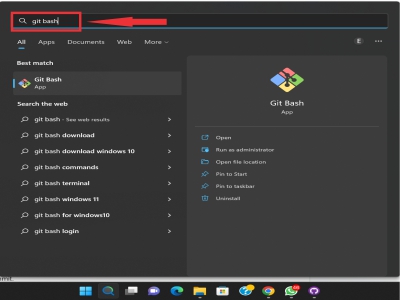 git bash
All Apps Documents Web More
E
Best match
Git Bash
App
Search the web
git bash - See web results
git bash download
git bash download windows 10
git bash commands
git bash terminal
git bash windows 11
git bash for windows10
git bash login
Git Bash
App
Open
Run as administrator
Open file location
Pin to Start
Pin to taskbar
Uninstall